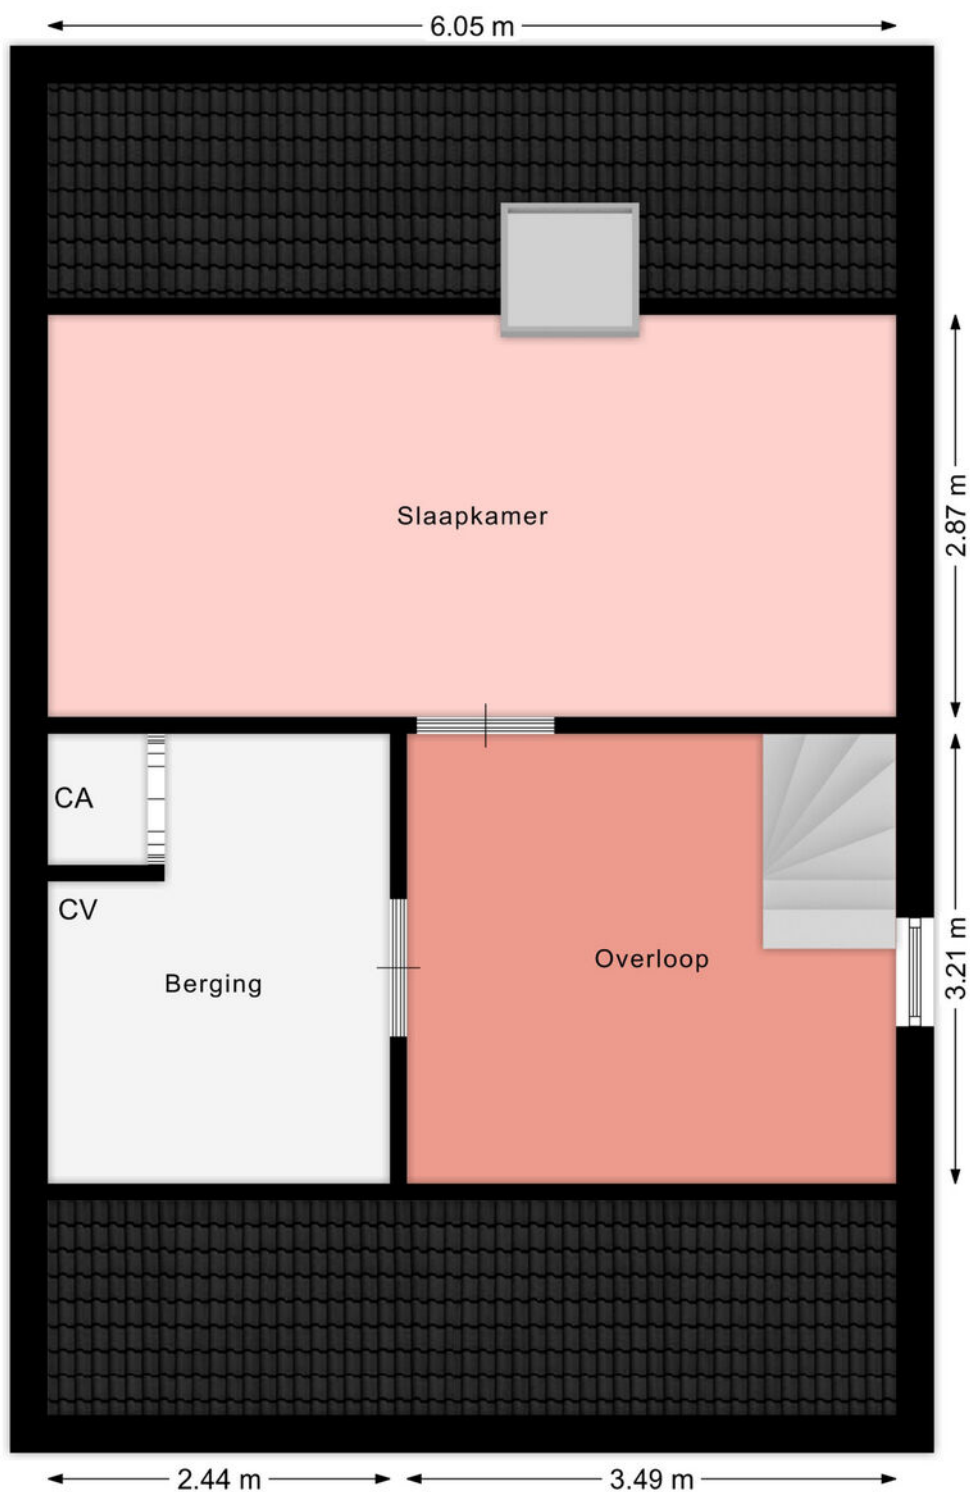 6.05 m
Slaapkamer
2.87 m
CA
CV
Berging
Overloop
3.21 m
2.44 m
3.49 m